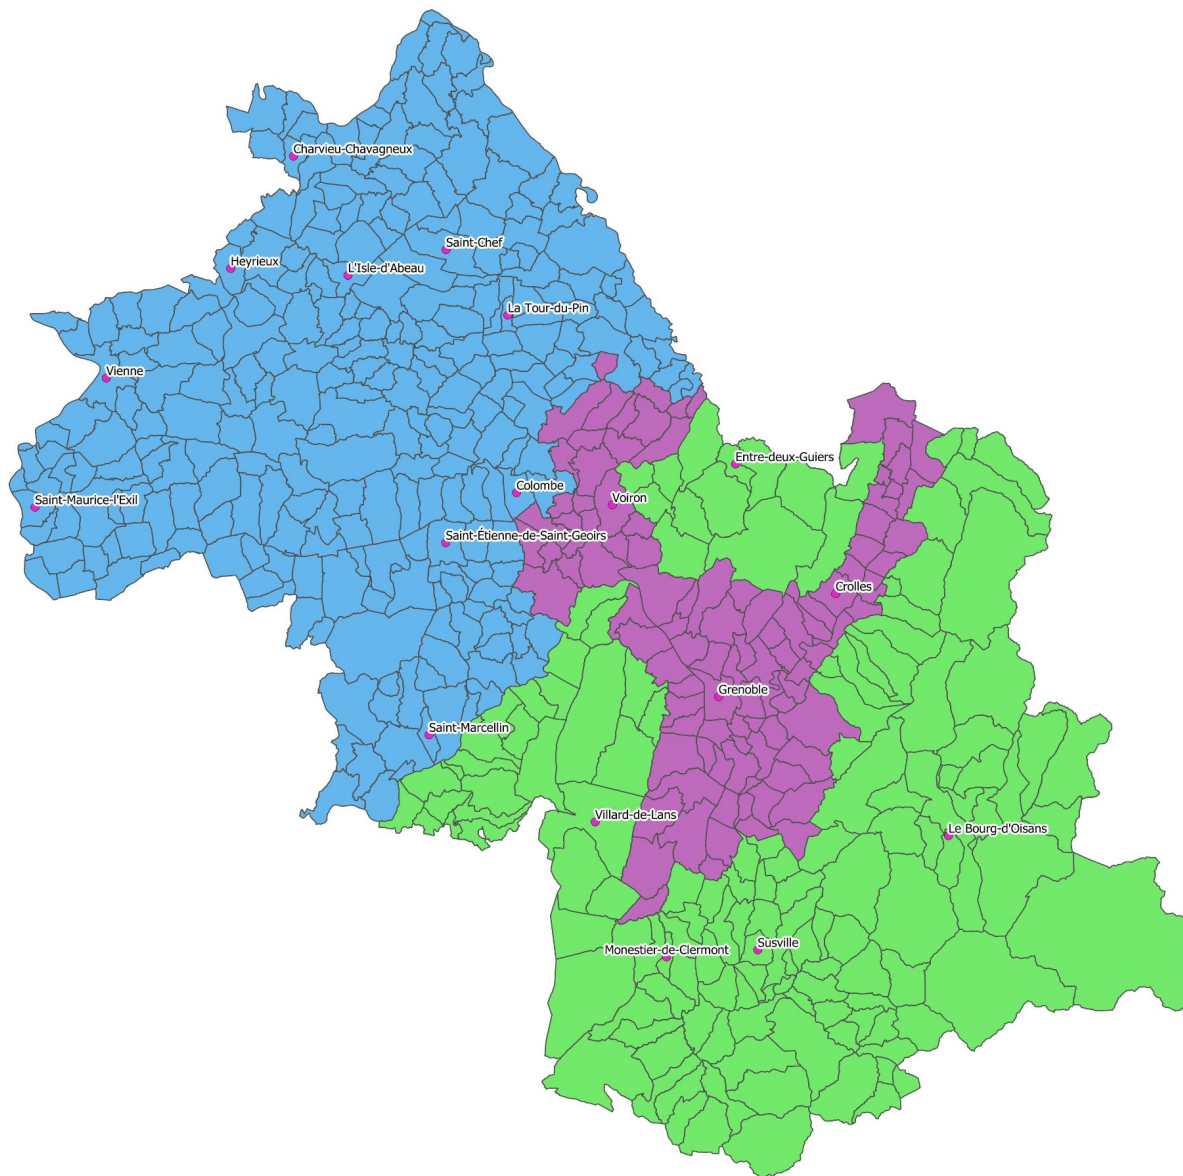 Charvieu-Chavagneux
Saint-Chef
Heyrieux
L'Isle-d'Abeau
La Tour-du-Pin
Vienne
Entre-deux-Guiers
Colombe
Saint-Maurice-l'Exil
Voiron
Saint-Étienne-de-Saint-Geoirs
Crolles
Grenoble
Saint-Marcellin
Villard-de-Lans
Le Bourg-d'Oisans
Susville
Monestier-de-Clermont